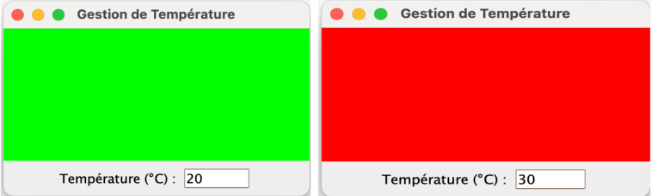 Gestion de Température
Température (°C) : 20
Gestion de Température
Température (°C) : 30